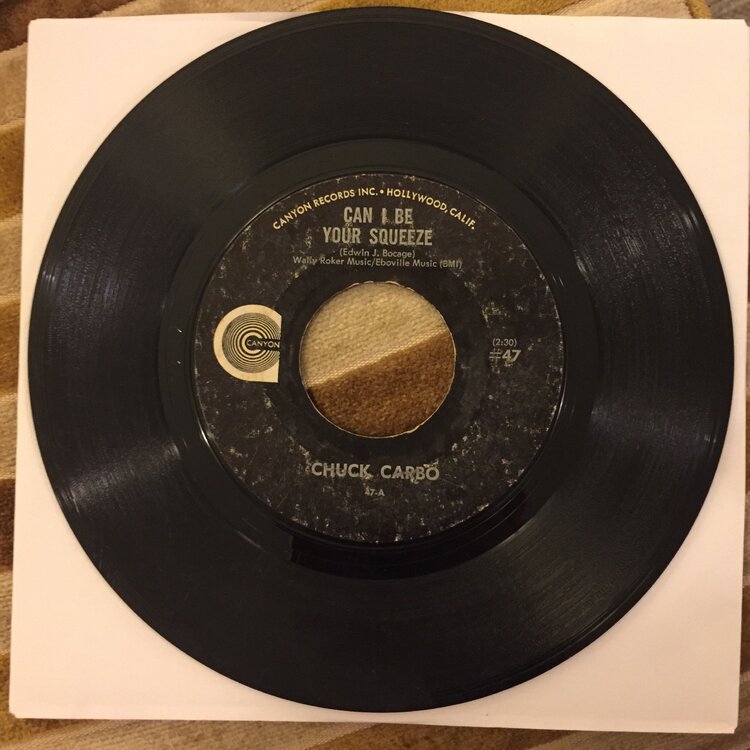 CANYON RECORDS INC. • HOLLYWOOD, CALIF.
CAN I BE
YOUR SQUEEZE
(Edwin J. Bocage)
Wally Roker Music/Eboville Music (BMI)
CANYON
(2:30)
#47
CHUCK CARBO
47-A